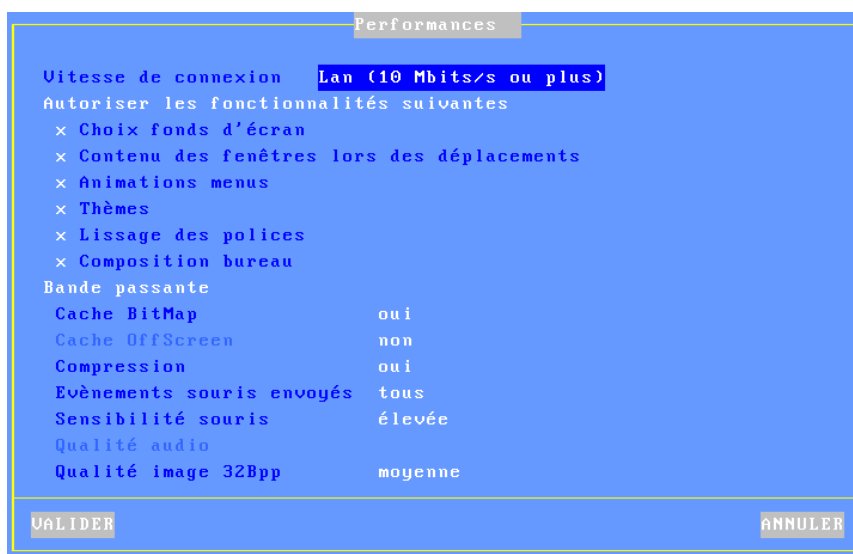 Performances
Vitesse de connexion Lan (10 Mbits/s ou plus)
Autoriser les fonctionnalités suivantes
x Choix fonds d'écran
x Contenu des fenêtres lors des déplacements
x Animations menus
x Thèmes
x Lissage des polices
x Composition bureau
Bande passante
Cache BitMap oui
Cache OffScreen non
Compression oui
Evènements souris envoyés tous
Sensibilité souris élevée
Qualité audio
Qualité image 32Bpp moyenne
VALIDER ANNULER